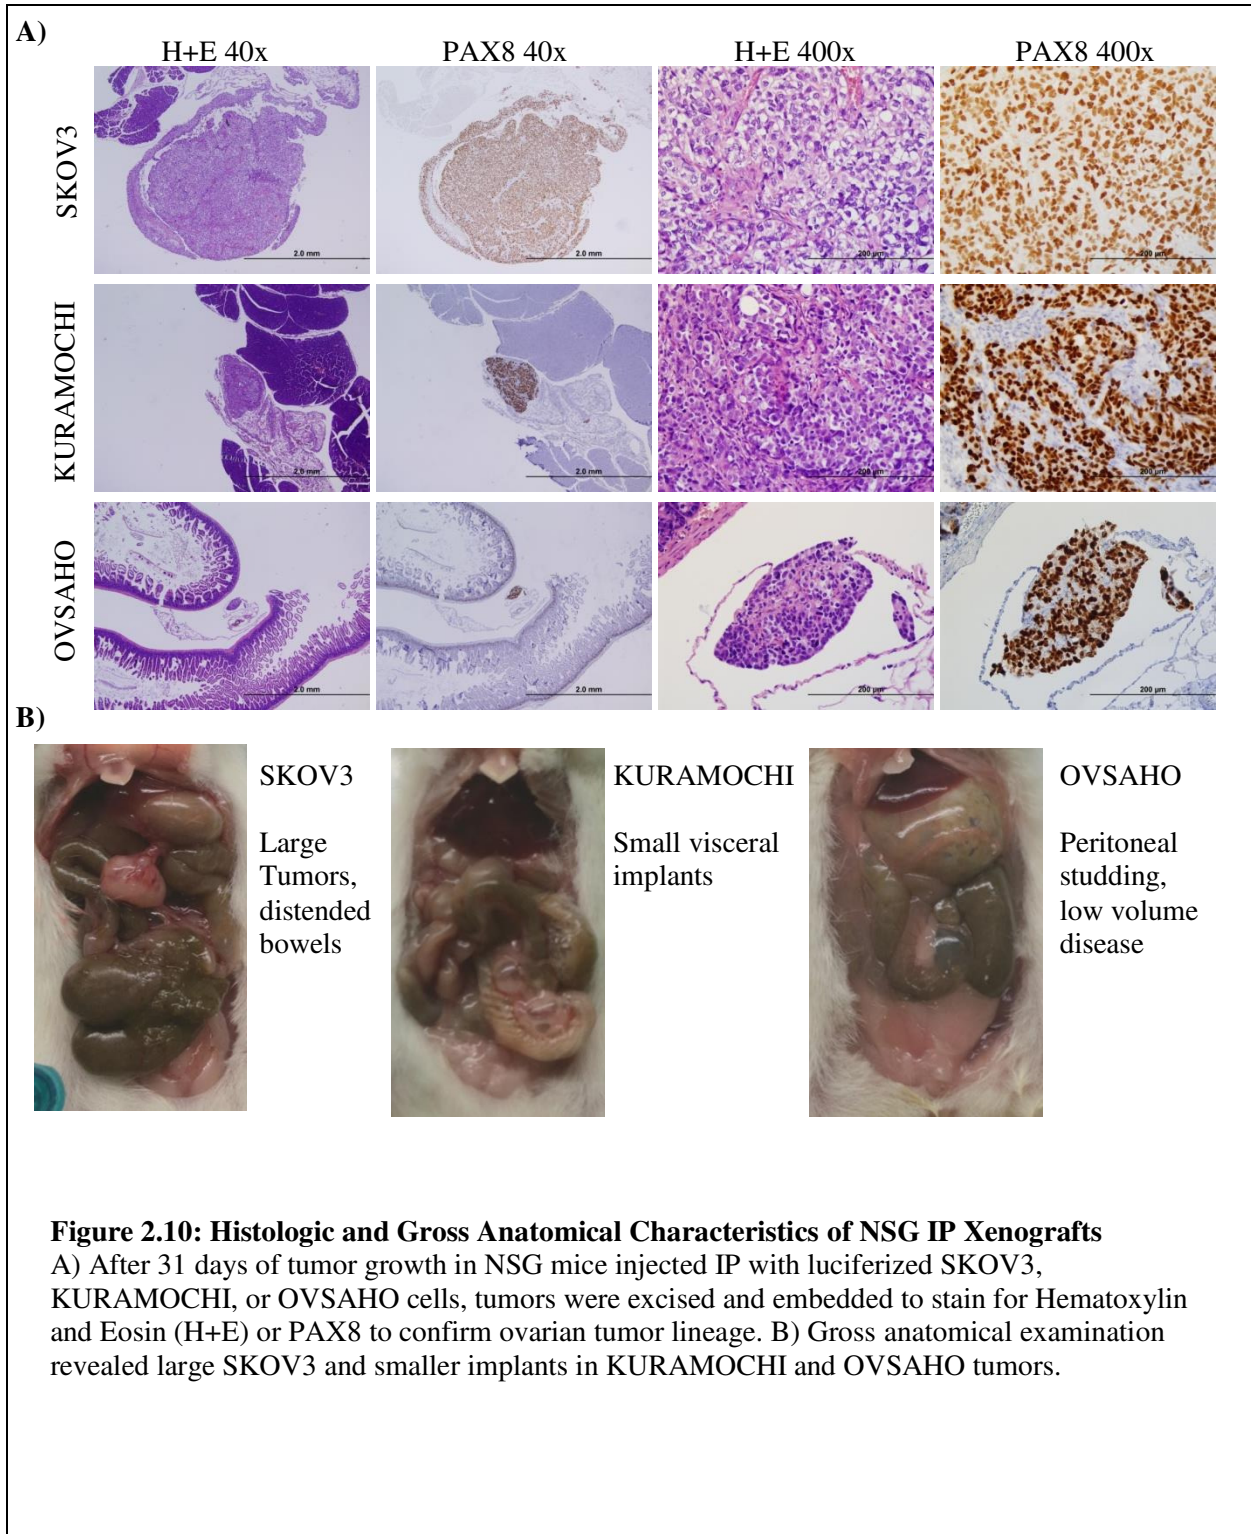 A)
H+E 40x PAX8 40x H+E 400x PAX8 400x
SKOV3
2.0 mm 2.0 mm 200 µm 200 µm
KURAMOCHI
2.0 mm 2.0 mm 200 µm 200 µm
OVSAHO
2.0 mm 2.0 mm 200 µm 200 µm
B)
SKOV3
Large
Tumors,
distended
bowels
KURAMOCHI
Small visceral
implants
OVSAHO
Peritoneal
studding,
low volume
disease
Figure 2.10: Histologic and Gross Anatomical Characteristics of NSG IP Xenografts
A) After 31 days of tumor growth in NSG mice injected IP with luciferized SKOV3,
KURAMOCHI, or OVSAHO cells, tumors were excised and embedded to stain for Hematoxylin
and Eosin (H+E) or PAX8 to confirm ovarian tumor lineage. B) Gross anatomical examination
revealed large SKOV3 and smaller implants in KURAMOCHI and OVSAHO tumors.